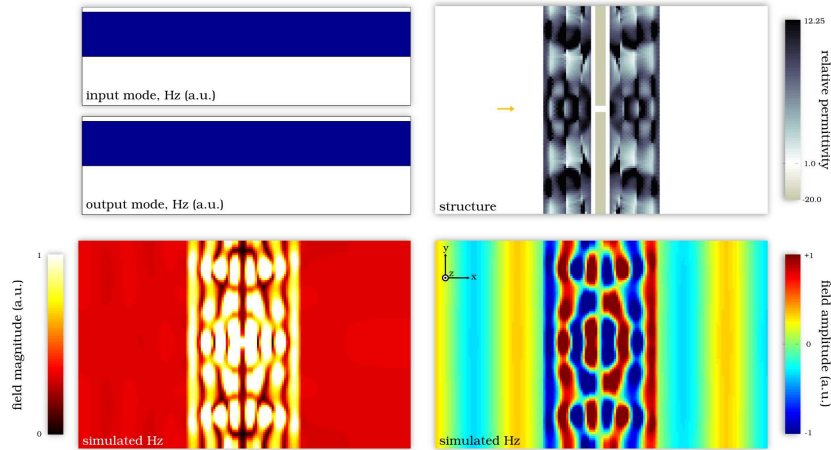 input mode, Hz (a.u.)
output mode, Hz (a.u.)
structure
12.25
1.0
-20.0
relative permittivity
field magnitude (a.u.)
1
0
simulated Hz
y
z
x
simulated Hz
+1
0
-1
field amplitude (a.u.)